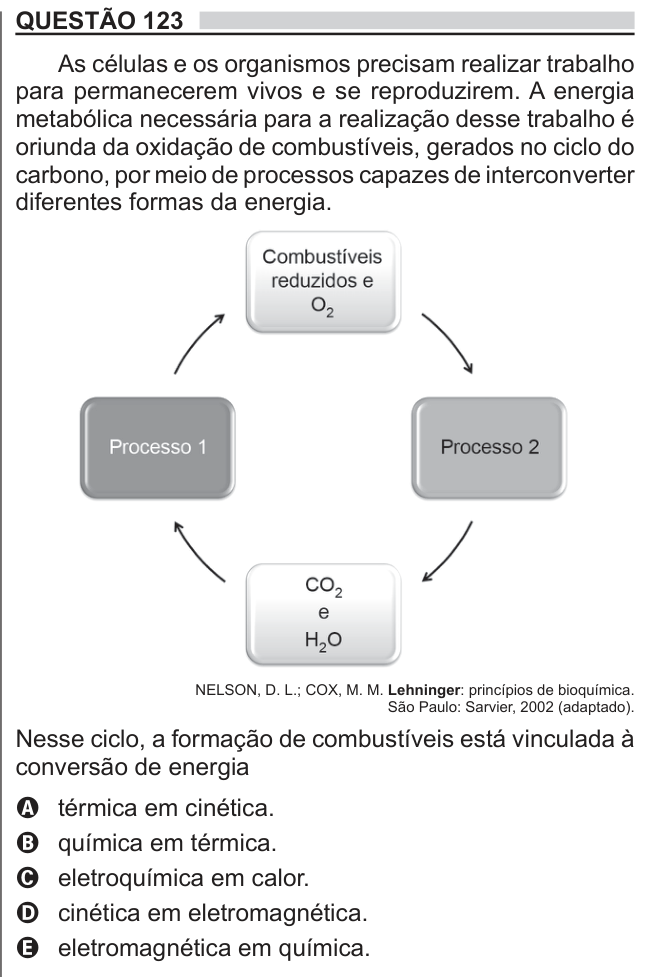 QUESTÃO 123
As células e os organismos precisam realizar trabalho
para permanecerem vivos e se reproduzirem. A energia
metabólica necessária para a realização desse trabalho é
oriunda da oxidação de combustíveis, gerados no ciclo do
carbono, por meio de processos capazes de interconverter
diferentes formas da energia.
Combustíveis
reduzidos e
O₂
Processo 1
Processo 2
CO₂
e
H₂O
NELSON, D. L.; COX, M. M. Lehninger: princípios de bioquímica.
São Paulo: Sarvier, 2002 (adaptado).
Nesse ciclo, a formação de combustíveis está vinculada à
conversão de energia
A térmica em cinética.
B química em térmica.
C eletroquímica em calor.
D cinética em eletromagnética.
E eletromagnética em química.